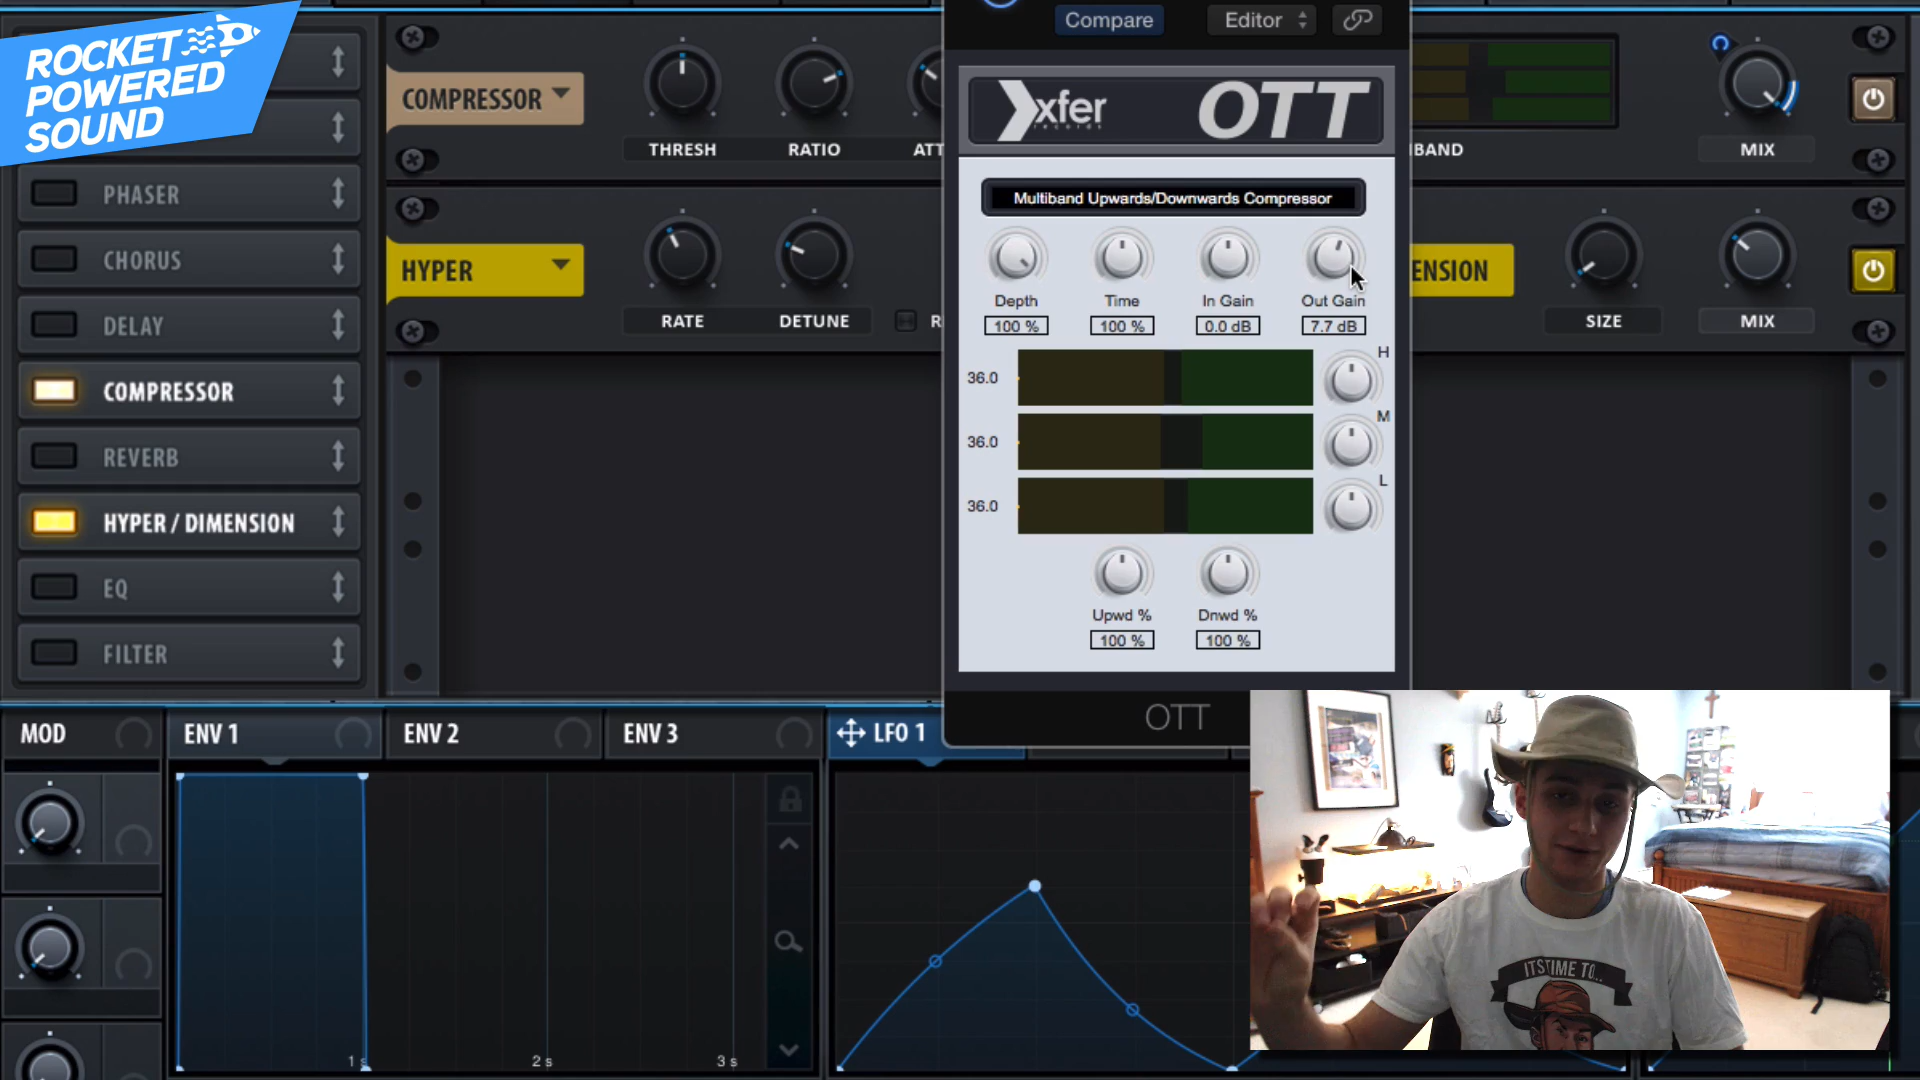 ROCKET
POWERED
SOUND
Compare
Editor
COMPRESSOR
THRESH
RATIO
ATT
xfer
records
OTT
BAND
MIX
Multiband Upwards/Downwards Compressor
HYPER
RATE
DETUNE
R
ENSION
SIZE
MIX
Depth
Time
In Gain
Out Gain
100 %
100 %
0.0 dB
7.7 dB
36.0
H
36.0
M
36.0
L
Upwd %
Dnwd %
100 %
100 %
OTT
PHASER
CHORUS
DELAY
COMPRESSOR
REVERB
HYPER / DIMENSION
EQ
FILTER
MOD
ENV 1
ENV 2
ENV 3
LFO 1
1 s
2 s
3 s
IT'S TIME TO...